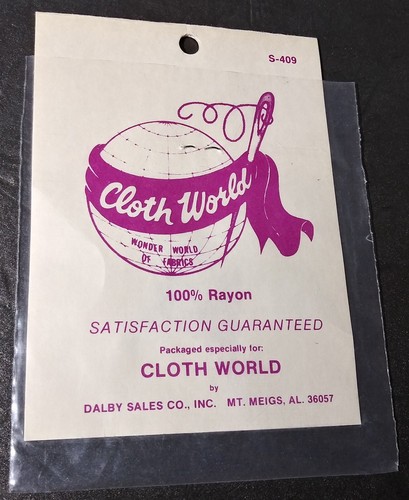 S-409
Cloth World
WONDER WORLD
OF FABRICS
100% Rayon
SATISFACTION GUARANTEED
Packaged especially for:
CLOTH WORLD
by
DALBY SALES CO., INC. MT. MEIGS, AL. 36057